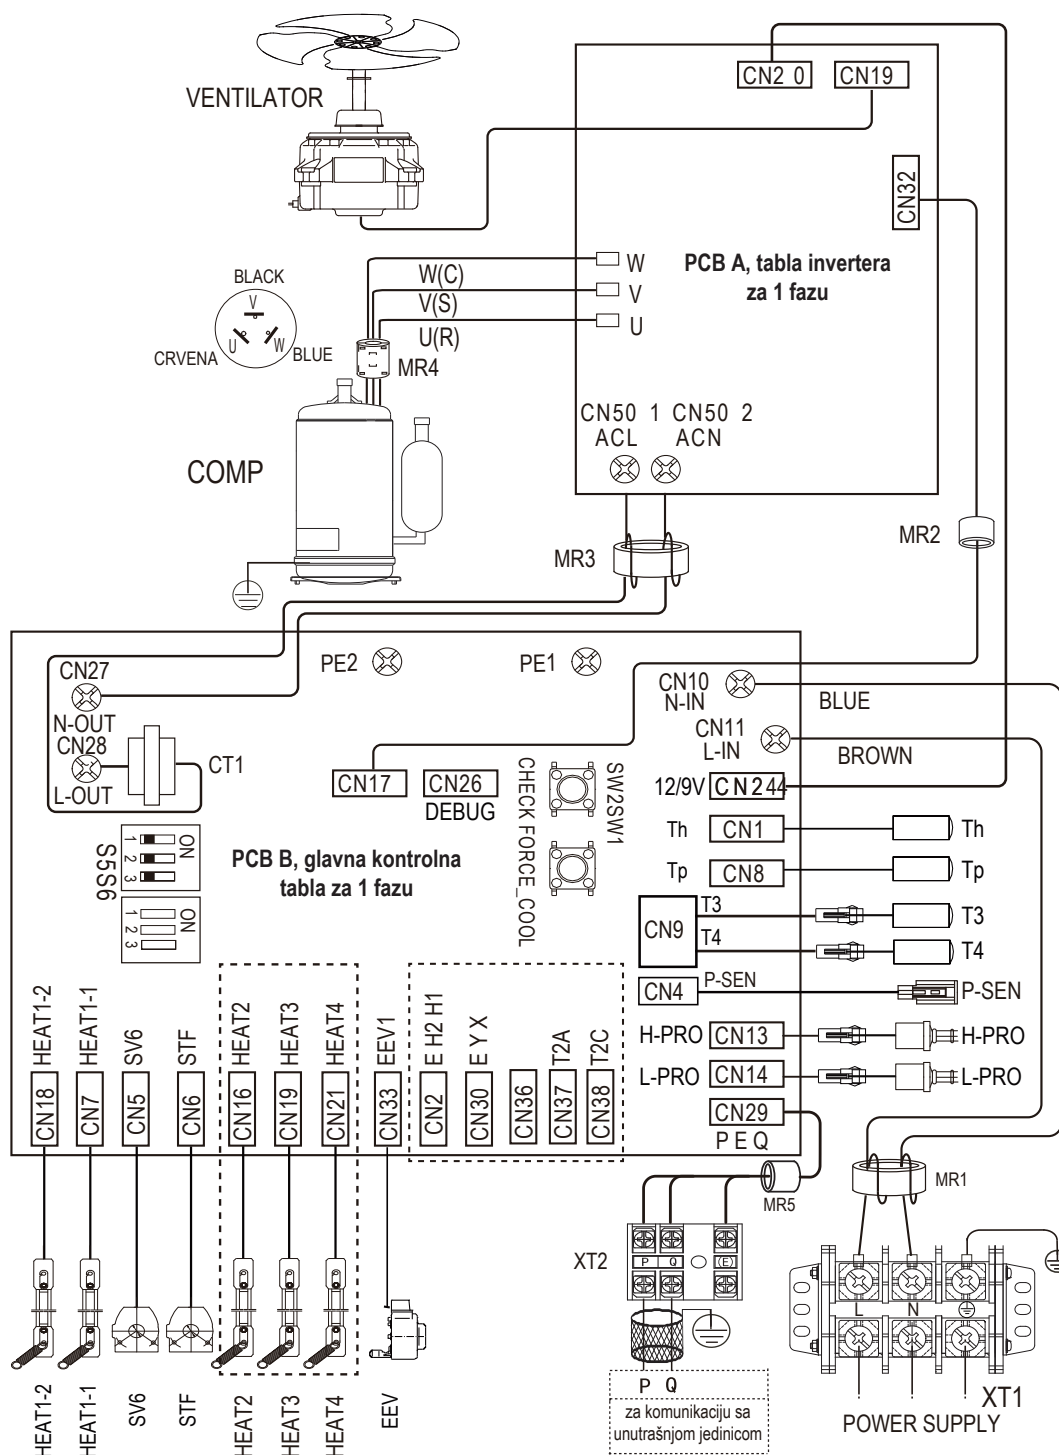 CN2 0
CN19
VENTILATOR
CN32
W
PCB A, tabla invertera
za 1 fazu
W(C)
V
V(S)
U
U(R)
BLACK
V
U
W
CRVENA
BLUE
MR4
CN50 1 CN50 2
ACL ACN
COMP
MR3
MR2
CN27
N-OUT
CN28
L-OUT
CT1
PE2
PE1
CN10
N-IN
BLUE
CN11
L-IN
BROWN
CN17
CN26
DEBUG
CHECK FORCE_COOL
SW2SW1
12/9V
CN244
Th
CN1
Th
Tp
CN8
Tp
CN9
T3
T3
T4
T4
P-SEN
CN4
P-SEN
H-PRO
CN13
H-PRO
L-PRO
CN14
L-PRO
CN29
P E Q
S5S6
ON
1 2 3
ON
1 2 3
PCB B, glavna kontrolna
tabla za 1 fazu
HEAT1-2
HEAT1-1
SV6
STF
HEAT2
HEAT3
HEAT4
EEV1
E H2 H1
E Y X
T2A
T2C
CN18
CN7
CN5
CN6
CN16
CN19
CN21
CN33
CN2
CN30
CN36
CN37
CN38
MR5
MR1
XT2
P Q (E)
L N
P Q
za komunikaciju sa
unutrašnjom jedinicom
XT1
POWER SUPPLY
HEAT1-2
HEAT1-1
SV6
STF
HEAT2
HEAT3
HEAT4
EEV